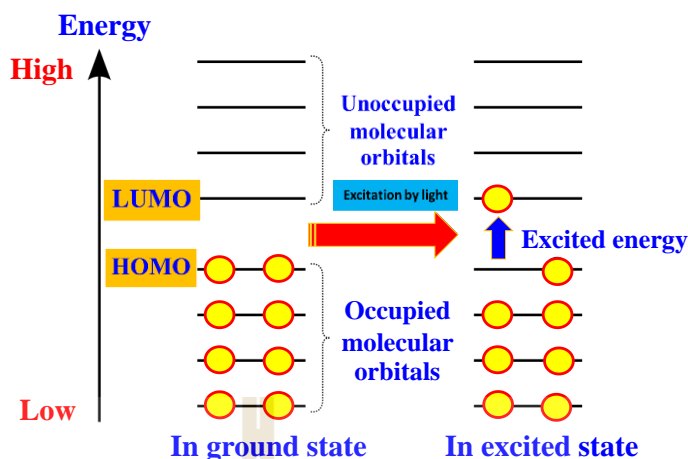 Energy
High
Unoccupied
molecular
orbitals
LUMO
Excitation by light
Excited energy
HOMO
Occupied
molecular
orbitals
Low
In ground state
In excited state